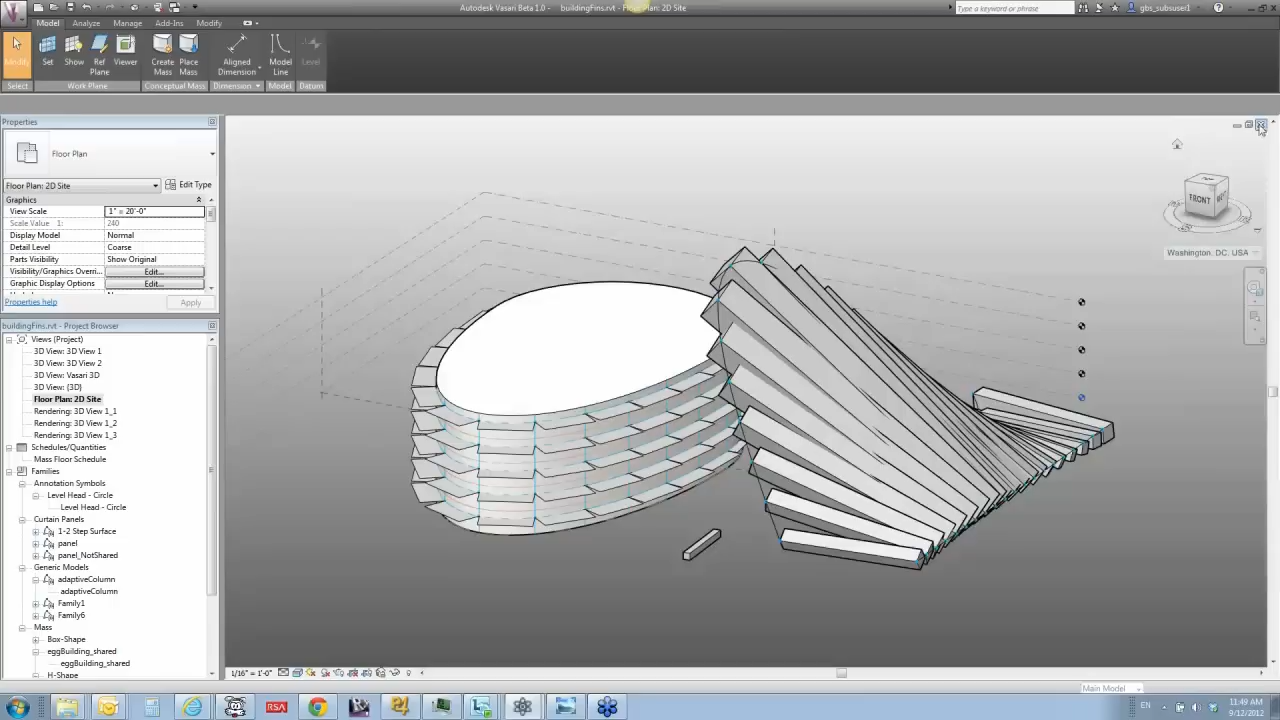 Autodesk Vasari Beta 1.0 - buildingFins.rvt - Floor Plan: 2D Site
Type a keyword or phrase
gbs_subsuser1
Model Analyze Manage Add-Ins Modify
Modify Set Show Ref Plane Viewer Create Mass Place Mass Aligned Dimension Model Line Level
Select Work Plane Conceptual Mass Dimension Model Datum
Properties
Floor Plan
Floor Plan: 2D Site Edit Type
Graphics
View Scale 1" = 20'-0"
Scale Value 1: 240
Display Model Normal
Detail Level Coarse
Parts Visibility Show Original
Visibility/Graphics Overri... Edit...
Graphic Display Options Edit...
Properties help Apply
buildingFins.rvt - Project Browser
Views (Project)
3D View: 3D View 1
3D View: 3D View 2
3D View: Vasari 3D
3D View: {3D}
Floor Plan: 2D Site
Rendering: 3D View 1_1
Rendering: 3D View 1_2
Rendering: 3D View 1_3
Schedules/Quantities
Mass Floor Schedule
Families
Annotation Symbols
Level Head - Circle
Level Head - Circle
Curtain Panels
1-2 Step Surface
panel
panel_NotShared
Generic Models
adaptiveColumn
adaptiveColumn
Family1
Family6
Mass
Box-Shape
eggBuilding_shared
eggBuilding_shared
H-Shape
FRONT
Washington, DC, USA
1/16" = 1'-0"
Main Model
RSA
EN
11:49 AM
9/12/2012